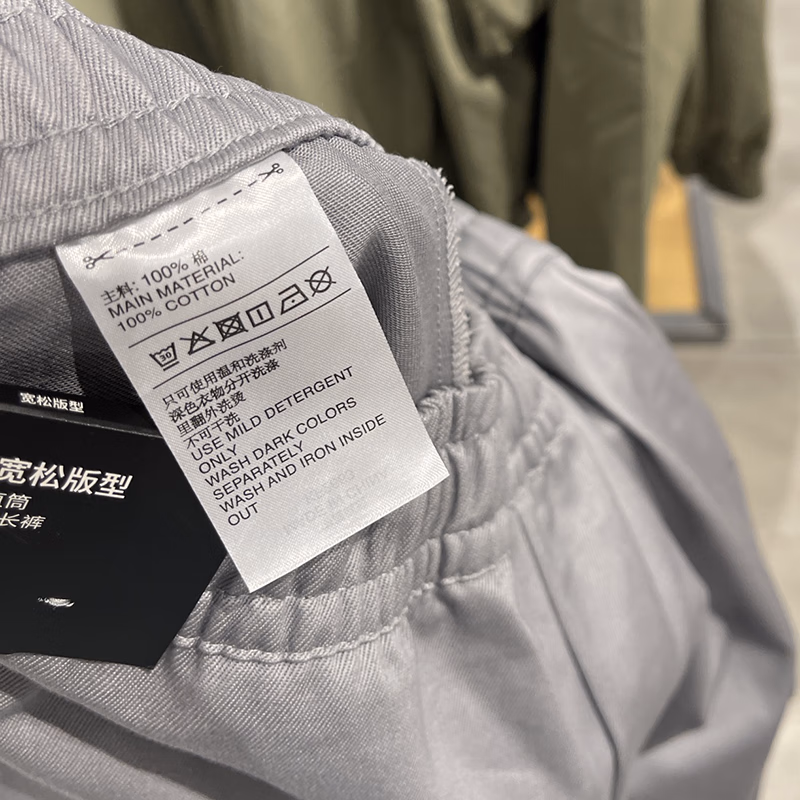 主料: 100% 棉
MAIN MATERIAL:
100% COTTON
30
只可使用温和洗涤剂
深色衣物分开洗涤
里翻外洗烫
不可干洗
USE MILD DETERGENT
ONLY
WASH DARK COLORS
SEPARATELY
WASH AND IRON INSIDE
OUT
宽松版型
宽松版型
直筒
长裤